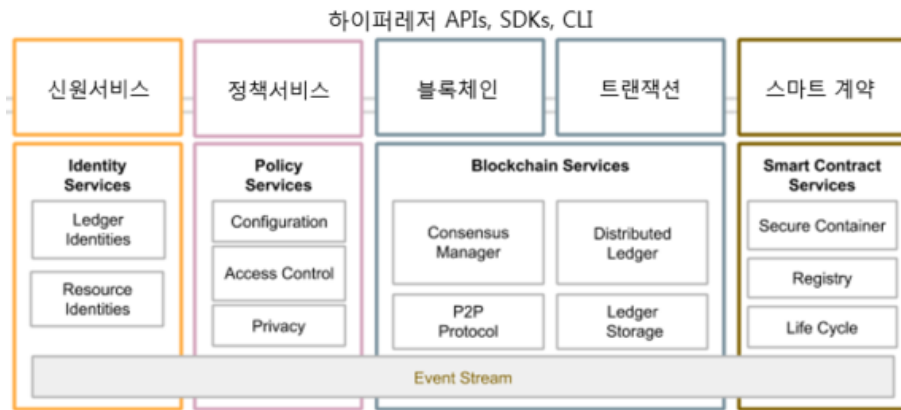 하이퍼레저 APIs, SDKs, CLI
신원서비스
정책서비스
블록체인
트랜잭션
스마트 계약
Identity
Services
Ledger
Identities
Resource
Identities
Policy
Services
Configuration
Access Control
Privacy
Blockchain Services
Consensus
Manager
Distributed
Ledger
P2P
Protocol
Ledger
Storage
Smart Contract
Services
Secure Container
Registry
Life Cycle
Event Stream